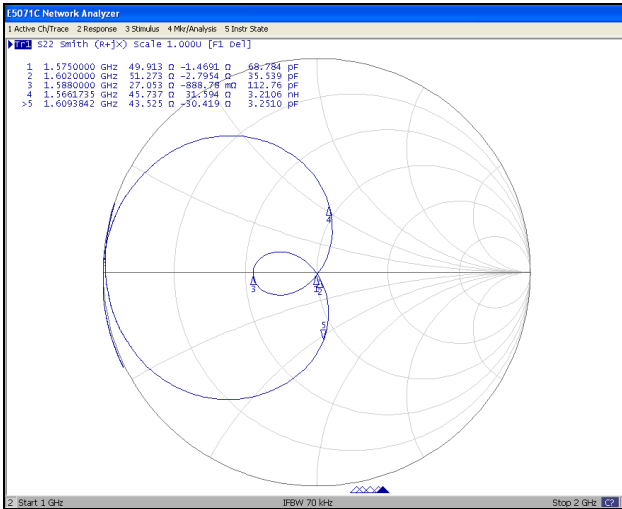 E5071C Network Analyzer
1 Active Ch/Trace 2 Response 3 Stimulus 4 Mkr/Analysis 5 Instr State
Tr1 S22 Smith (R+jX) Scale 1.000U [F1 Del]
1 1.5750000 GHz 49.913 Ω -1.4691 Ω 68.784 pF
2 1.6020000 GHz 51.273 Ω -2.7954 Ω 35.539 pF
3 1.5880000 GHz 27.053 Ω -888.78 mΩ 112.76 pF
4 1.5661735 GHz 45.737 Ω 31.594 Ω 3.2106 nH
>5 1.6093842 GHz 43.525 Ω -30.419 Ω 3.2510 pF
4
3
1
2
5
2 Start 1 GHz IFBW 70 kHz Stop 2 GHz C?